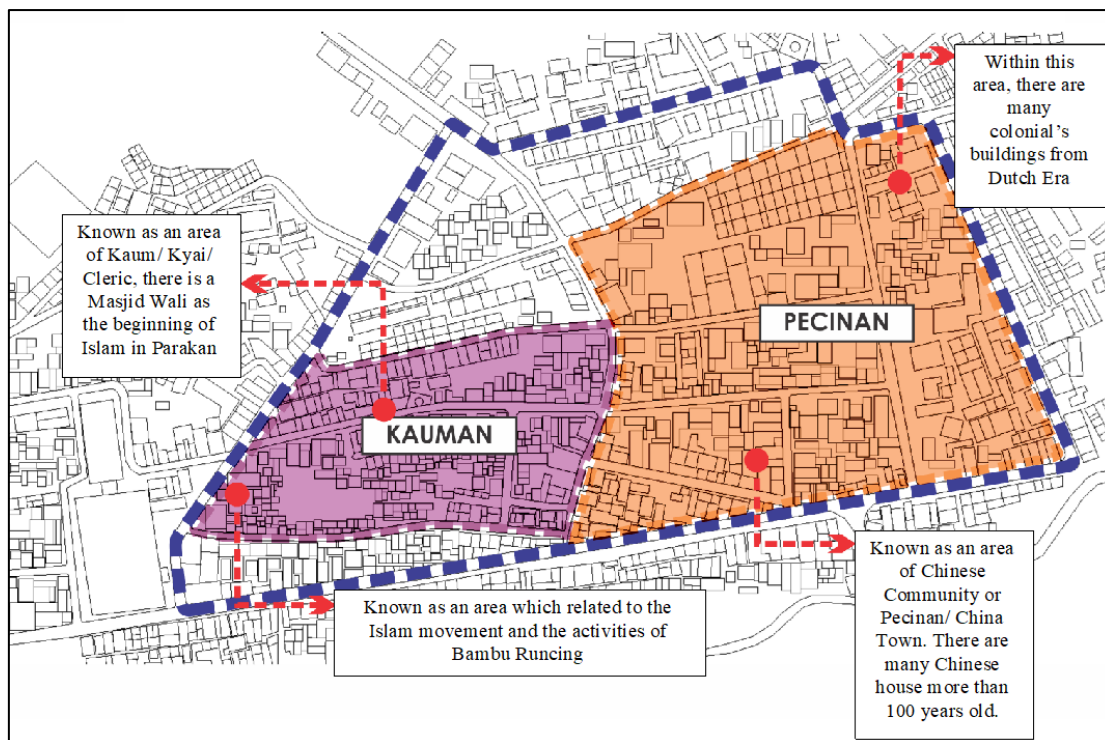 Within this
area, there are
many
colonial's
buildings from
Dutch Era
Known as an area
of Kaum/ Kyai/
Cleric, there is a
Masjid Wali as
the beginning of
Islam in Parakan
PECINAN
KAUMAN
Known as an area which related to the
Islam movement and the activities of
Bambu Runcing
Known as an area
of Chinese
Community or
Pecinan/ China
Town. There are
many Chinese
house more than
100 years old.